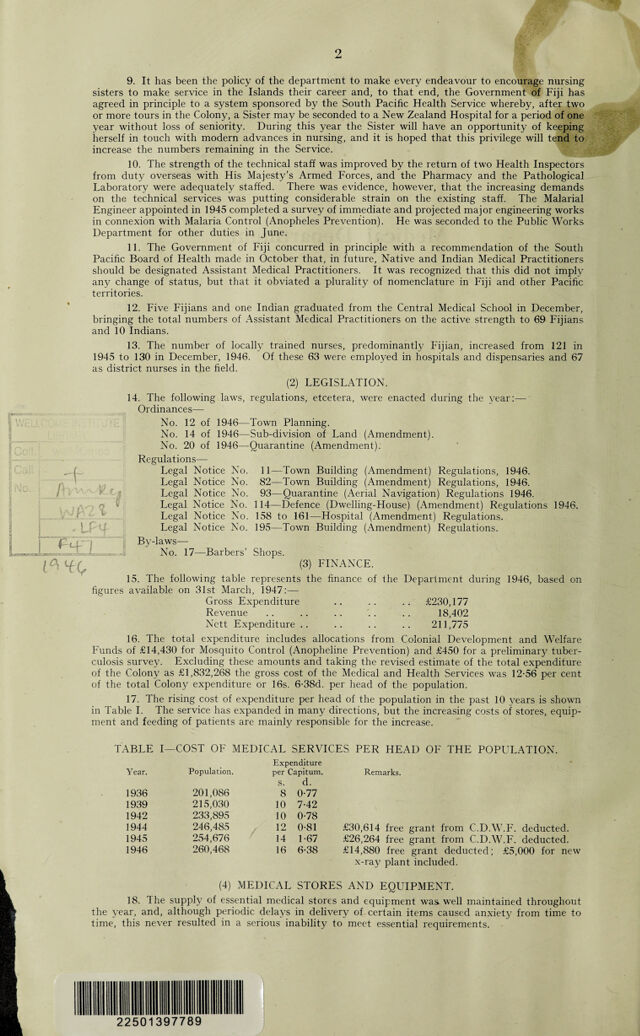 2
9. It has been the policy of the department to make every endeavour to encourage nursing
sisters to make service in the Islands their career and, to that end, the Government of Fiji has
agreed in principle to a system sponsored by the South Pacific Health Service whereby, after two
or more tours in the Colony, a Sister may be seconded to a New Zealand Hospital for a period of one
year without loss of seniority. During this year the Sister will have an opportunity of keeping
herself in touch with modern advances in nursing, and it is hoped that this privilege will tend to
increase the numbers remaining in the Service.
10. The strength of the technical staff was improved by the return of two Health Inspectors
from duty overseas with His Majesty's Armed Forces, and the Pharmacy and the Pathological
Laboratory were adequately staffed. There was evidence, however, that the increasing demands
on the technical services was putting considerable strain on the existing staff. The Malarial
Engineer appointed in 1945 completed a survey of immediate and projected major engineering works
in connexion with Malaria Control (Anopheles Prevention). He was seconded to the Public Works
Department for other duties in June.
11. The Government of Fiji concurred in principle with a recommendation of the South
Pacific Board of Health made in October that, in future, Native and Indian Medical Practitioners
should be designated Assistant Medical Practitioners. It was recognized that this did not imply
any change of status, but that it obviated a plurality of nomenclature in Fiji and other Pacific
territories.
12. Five Fijians and one Indian graduated from the Central Medical School in December,
bringing the total numbers of Assistant Medical Practitioners on the active strength to 69 Fijians
and 10 Indians.
13. The number of locally trained nurses, predominantly Fijian, increased from 121 in
1945 to 130 in December, 1946. Of these 63 were employed in hospitals and dispensaries and 67
as district nurses in the field.
(2) LEGISLATION.
14. The following laws, regulations, etcetera, were enacted during the year:—
Ordinances—
No. 12 of 1946—Town Planning.
No. 14 of 1946—Sub-division of Land (Amendment).
No. 20 of 1946—Quarantine (Amendment).
Regulations—
Legal Notice No. 11—Town Building (Amendment) Regulations, 1946.
Legal Notice No. 82—Town Building (Amendment) Regulations, 1946.
Legal Notice No. 93—Quarantine (Aerial Navigation) Regulations 1946.
Legal Notice No. 114—Defence (Dwelling-House) (Amendment) Regulations 1946.
Legal Notice No. 158 to 161—Hospital (Amendment) Regulations.
Legal Notice No. 195—Town Building (Amendment) Regulations.
By-laws—
No. 17—Barbers' Shops.
WELLCOME INSTITUTE
Coll.
Call
No.
Ann Rep
WA28
.LF4
F47
1946
(3) FINANCE.
15. The following table represents the finance of the Department during 1946, based on
figures available on 31st March, 1947:—
Gross Expenditure .. .. .. £230,177
Revenue .. .. .. .. .. 18,402
Nett Expenditure .. .. .. .. .. 211,775
16. The total expenditure includes allocations from Colonial Development and Welfare
Funds of £14,430 for Mosquito Control (Anopheline Prevention) and £450 for a preliminary tuber-
culosis survey. Excluding these amounts and taking the revised estimate of the total expenditure
of the Colony as £1,832,268 the gross cost of the Medical and Health Services was 12·56 per cent
of the total Colony expenditure or 16s. 6·38d. per head of the population.
17. The rising cost of expenditure per head of the population in the past 10 years is shown
in Table I. The service has expanded in many directions, but the increasing costs of stores, equip-
ment and feeding of patients are mainly responsible for the increase.
TABLE I—COST OF MEDICAL SERVICES PER HEAD OF THE POPULATION.
Expenditure
Year. Population. per Capitum. Remarks.
s. d.
1936 201,086 8 0·77
1939 215,030 10 7·42
1942 233,895 10 0·78
1944 246,485 12 0·81 £30,614 free grant from C.D.W.F. deducted.
1945 254,676 14 1·67 £26,264 free grant from C.D.W.F. deducted.
1946 260,468 16 6·38 £14,880 free grant deducted; £5,000 for new
x-ray plant included.
(4) MEDICAL STORES AND EQUIPMENT.
18. The supply of essential medical stores and equipment was well maintained throughout
the year, and, although periodic delays in delivery of certain items caused anxiety from time to
time, this never resulted in a serious inability to meet essential requirements.
22501397789